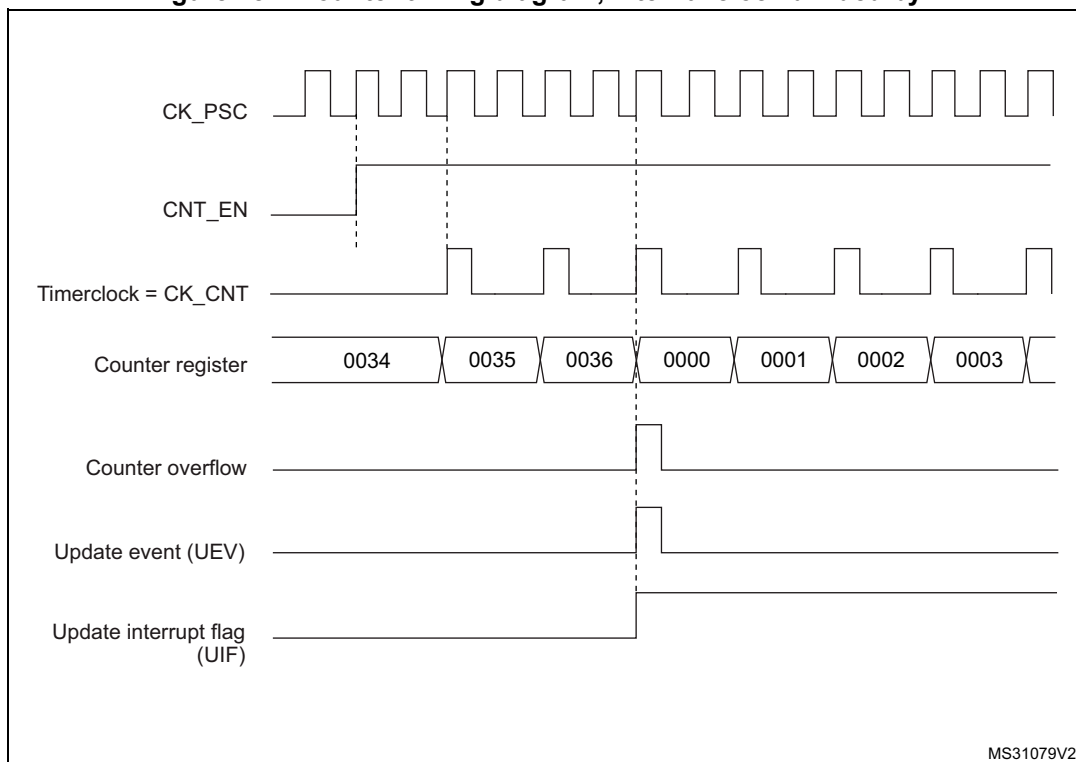 CK_PSC
CNT_EN
Timerclock = CK_CNT
Counter register
0034 0035 0036 0000 0001 0002 0003
Counter overflow
Update event (UEV)
Update interrupt flag
(UIF)
MS31079V2